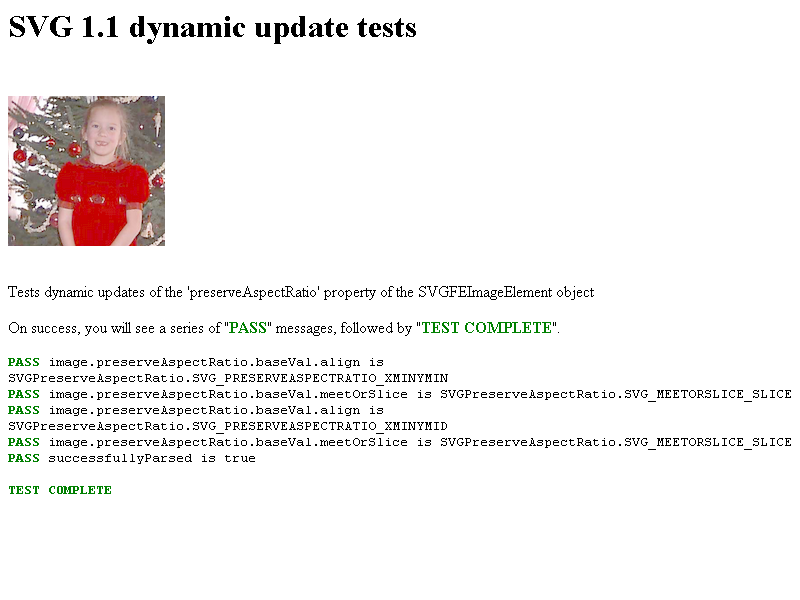 SVG 1.1 dynamic update tests
Tests dynamic updates of the 'preserveAspectRatio' property of the SVGFEImageElement object
On success, you will see a series of "PASS" messages, followed by "TEST COMPLETE".
PASS image.preserveAspectRatio.baseVal.align is
SVGPreserveAspectRatio.SVG_PRESERVEASPECTRATIO_XMINYMIN
PASS image.preserveAspectRatio.baseVal.meetOrSlice is SVGPreserveAspectRatio.SVG_MEETORSLICE_SLICE
PASS image.preserveAspectRatio.baseVal.align is
SVGPreserveAspectRatio.SVG_PRESERVEASPECTRATIO_XMINYMID
PASS image.preserveAspectRatio.baseVal.meetOrSlice is SVGPreserveAspectRatio.SVG_MEETORSLICE_SLICE
PASS successfullyParsed is true
TEST COMPLETE